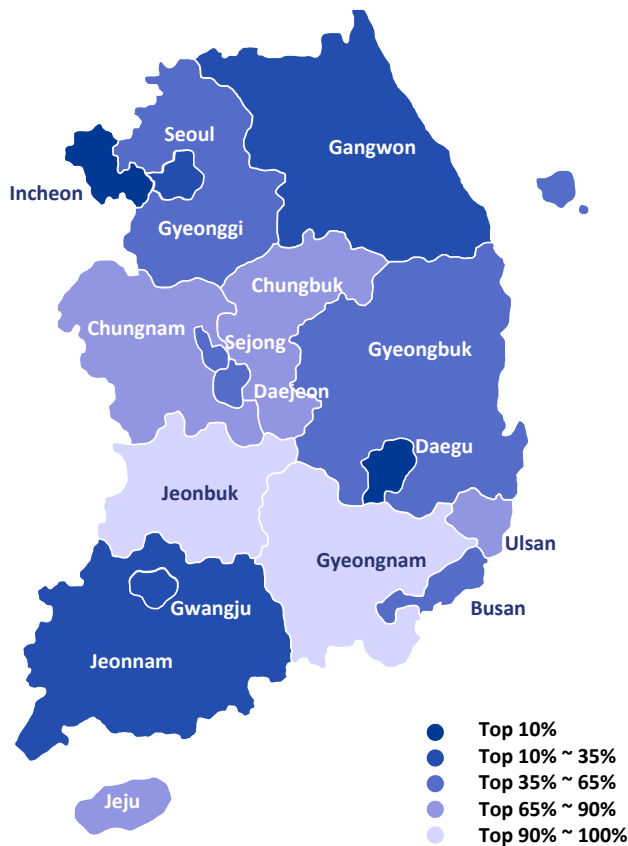 Seoul
Gangwon
Incheon
Gyeonggi
Chungbuk
Chungnam
Sejong
Gyeongbuk
Daejeon
Daegu
Jeonbuk
Ulsan
Gyeongnam
Gwangju
Busan
Jeonnam
Jeju
Top 10%
Top 10% ~ 35%
Top 35% ~ 65%
Top 65% ~ 90%
Top 90% ~ 100%